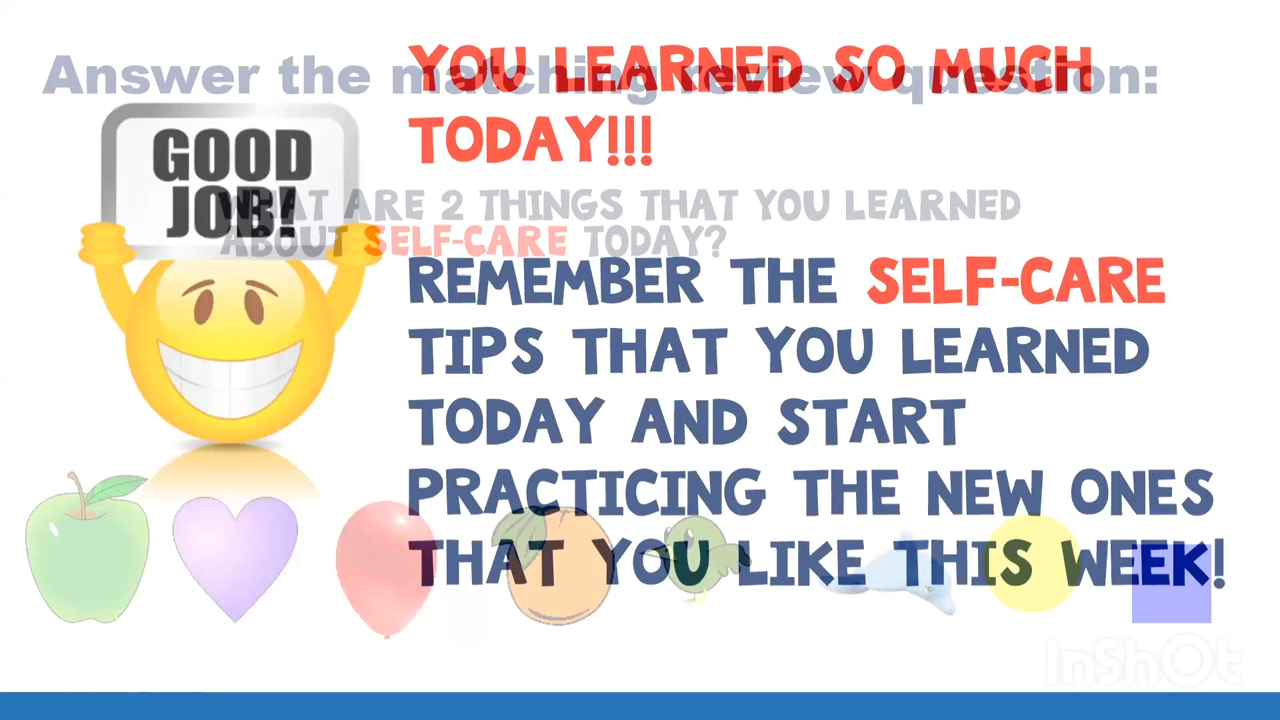 Answer the matching review question:
YOU LEARNED SO MUCH
TODAY!!!
GOOD
JOB!
WHAT ARE 2 THINGS THAT YOU LEARNED
ABOUT SELF-CARE TODAY?
REMEMBER THE SELF-CARE
TIPS THAT YOU LEARNED
TODAY AND START
PRACTICING THE NEW ONES
THAT YOU LIKE THIS WEEK!
InShOt